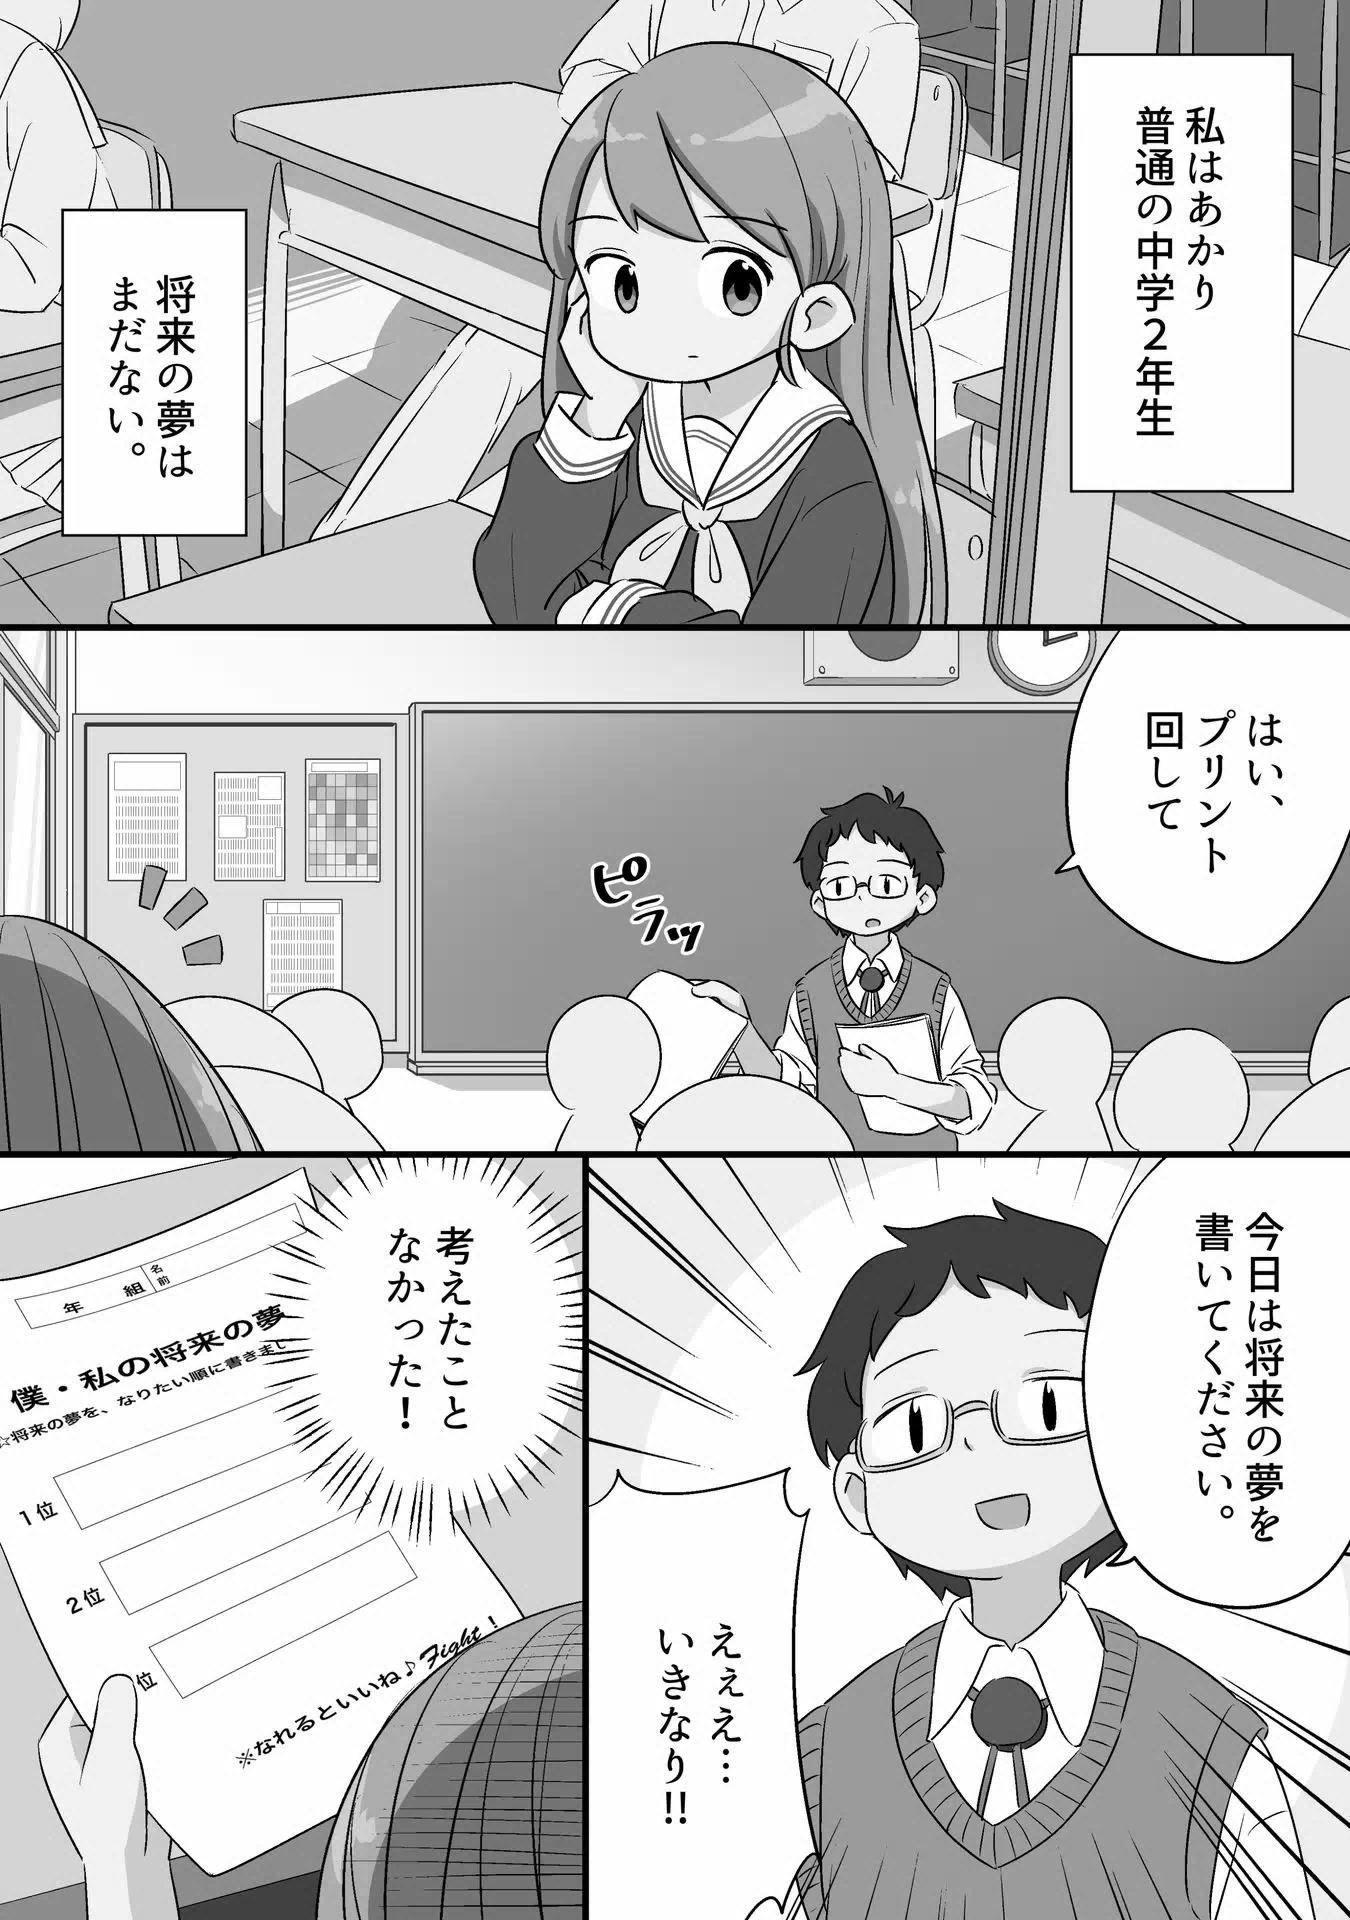 私はあかり
普通の中学2年生
将来の夢は
まだない。
はい、
プリント
回して
ピラッ
今日は将来の夢を
書いてください。
えぇえ…
いきなり!!
考えたこと
なかった!
年 組 名前
僕・私の将来の夢
☆将来の夢を、なりたい順に書きまし
1位
2位
位
※なれるといいね♪Fight!